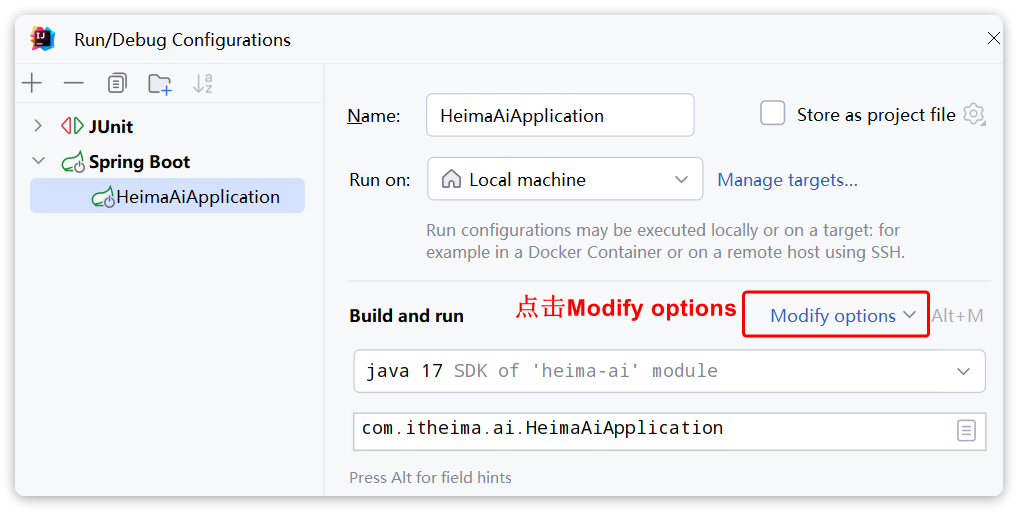 Run/Debug Configurations
JUnit
Spring Boot
HeimaAiApplication
Name:
HeimaAiApplication
Store as project file
Run on:
Local machine
Manage targets...
Run configurations may be executed locally or on a target: for
example in a Docker Container or on a remote host using SSH.
Build and run
点击Modify options
Modify options
Alt+M
java 17 SDK of 'heima-ai' module
com.itheima.ai.HeimaAiApplication
Press Alt for field hints